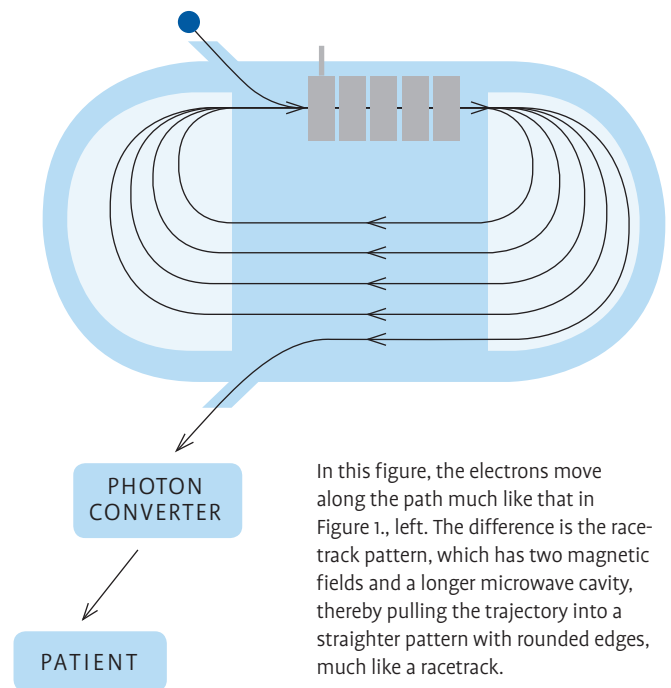 PHOTON
CONVERTER
PATIENT
In this figure, the electrons move
along the path much like that in
Figure 1., left. The difference is the race-
track pattern, which has two magnetic
fields and a longer microwave cavity,
thereby pulling the trajectory into a
straighter pattern with rounded edges,
much like a racetrack.